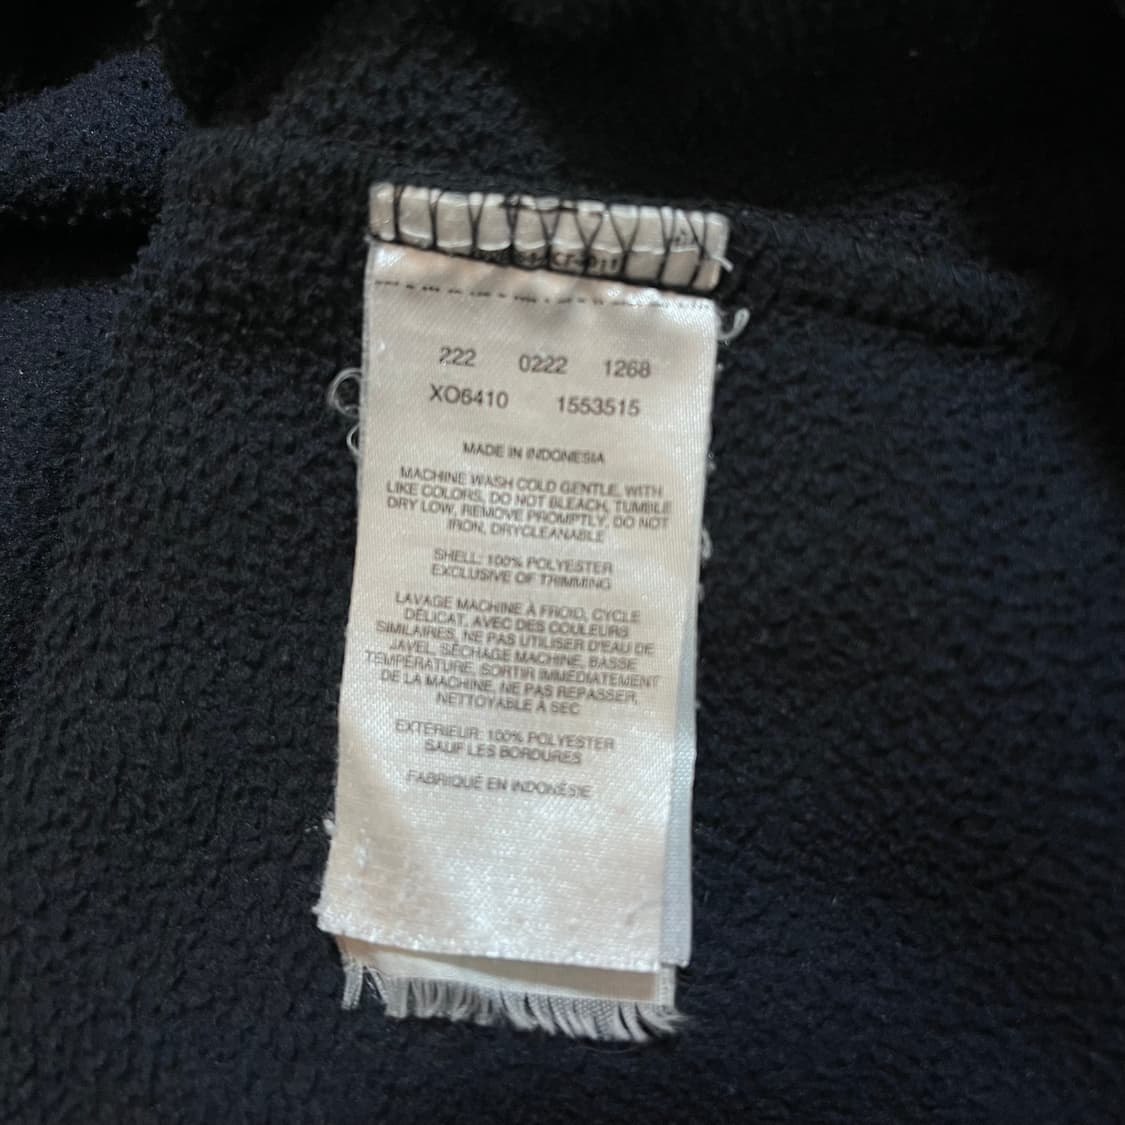 222 0222 1268
XO6410 1553515
MADE IN INDONESIA
MACHINE WASH COLD GENTLE, WITH
LIKE COLORS, DO NOT BLEACH, TUMBLE
DRY LOW, REMOVE PROMPTLY, DO NOT
IRON, DRYCLEANABLE
SHELL: 100% POLYESTER
EXCLUSIVE OF TRIMMING
LAVAGE MACHINE À FROID, CYCLE
DÉLICAT, AVEC DES COULEURS
SIMILAIRES, NE PAS UTILISER D'EAU DE
JAVEL, SÉCHAGE MACHINE, BASSE
TEMPÉRATURE, SORTIR IMMÉDIATEMENT
DE LA MACHINE, NE PAS REPASSER,
NETTOYABLE À SEC
EXTÉRIEUR: 100% POLYESTER
SAUF LES BORDURES
FABRIQUÉ EN INDONÉSIE